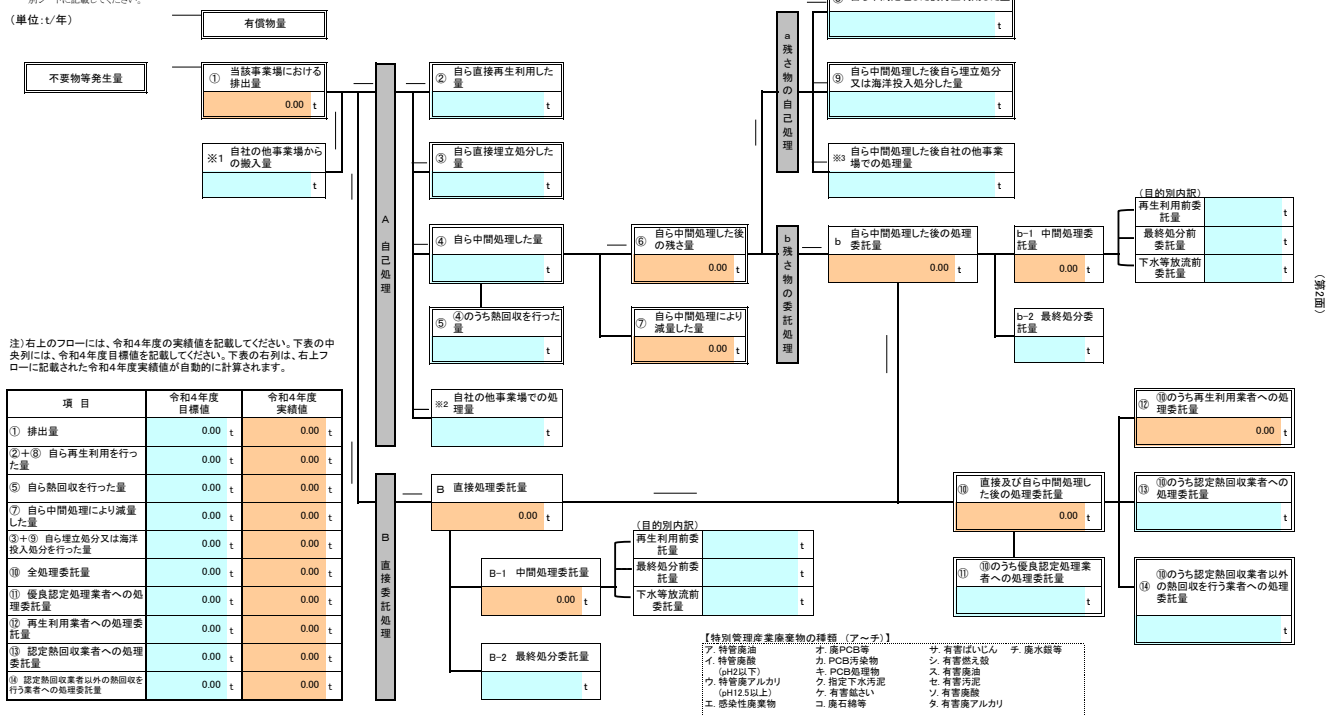 別シートに記載してください。
(単位:t/年)
有償物量
不要物等発生量
① 当該事業場における
排出量
0.00 t
※1 自社の他事業場から
の搬入量
t
A 自己処理
② 自ら直接再生利用した
量
t
③ 自ら直接埋立処分した
量
t
④ 自ら中間処理した量
t
⑤ ④のうち熱回収を行った
量
t
※2 自社の他事業場での処
理量
t
⑥ 自ら中間処理した後
の残さ量
0.00 t
⑦ 自ら中間処理により
減量した量
0.00 t
a 残さ物の自己処理
t
⑨ 自ら中間処理した後自ら埋立処分
又は海洋投入処分した量
t
※3 自ら中間処理した後自社の他事業
場での処理量
t
b 残さ物の委託処理
b 自ら中間処理した後の処理
委託量
0.00 t
b-1 中間処理委
託量
0.00 t
b-2 最終処分委
託量
t
(目的別内訳)
再生利用前委
託量
t
最終処分前
委託量
t
下水等放流前
委託量
t
(第2面)
注)右上のフローには、令和4年度の実績値を記載してください。下表の中
央列には、令和4年度目標値を記載してください。下表の右列は、右上フ
ローに記載された令和4年度実績値が自動的に計算されます。
項 目 令和4年度
目標値 令和4年度
実績値
① 排出量 0.00 t 0.00 t
②+⑧ 自ら再生利用を行っ
た量 0.00 t 0.00 t
⑤ 自ら熱回収を行った量 0.00 t 0.00 t
⑦ 自ら中間処理により減量
した量 0.00 t 0.00 t
③+⑨ 自ら埋立処分又は海洋
投入処分を行った量 0.00 t 0.00 t
⑩ 全処理委託量 0.00 t 0.00 t
⑪ 優良認定処理業者への処
理委託量 0.00 t 0.00 t
⑫ 再生利用業者への処理委
託量 0.00 t 0.00 t
⑬ 認定熱回収業者への処理
委託量 0.00 t 0.00 t
⑭ 認定熱回収業者以外の熱回収を
行う業者への処理委託量 0.00 t 0.00 t
B 直接委託処理
B 直接処理委託量
0.00 t
B-1 中間処理委託量
0.00 t
B-2 最終処分委託量
t
(目的別内訳)
再生利用前委
託量
t
最終処分前委
託量
t
下水等放流前
委託量
t
⑩ 直接及び自ら中間処理し
た後の処理委託量
0.00 t
⑪ ⑩のうち優良認定処理業
者への処理委託量
t
⑫ ⑩のうち再生利用業者への処
理委託量
0.00 t
⑬ ⑩のうち認定熱回収業者への
処理委託量
t
⑭ ⑩のうち認定熱回収業者以外
の熱回収を行う業者への処理
委託量
t
【特別管理産業廃棄物の種類 (ア~チ)】
ア. 特管廃油 オ. 廃PCB等 サ. 有害ばいじん チ. 廃水銀等
イ. 特管廃酸 カ. PCB汚染物 シ. 有害燃え殻
(pH2以下) キ. PCB処理物 ス. 有害廃油
ウ. 特管廃アルカリ ク. 指定下水汚泥 セ. 有害汚泥
(pH12.5以上) ケ. 有害鉱さい ソ. 有害廃酸
エ. 感染性廃棄物 コ. 廃石綿等 タ. 有害廃アルカリ